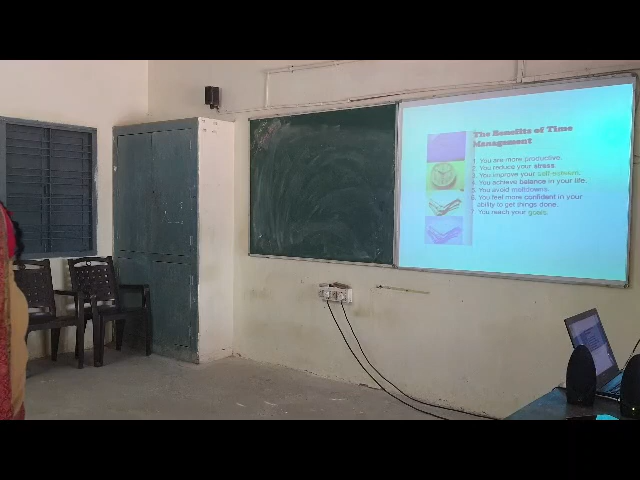 The Benefits of Time
Management
1. You are more productive.
2. You reduce your stress.
3. You improve your self-esteem.
4. You achieve balance in your life.
5. You avoid meltdowns.
6. You feel more confident in your
ability to get things done.
7. You reach your goals.